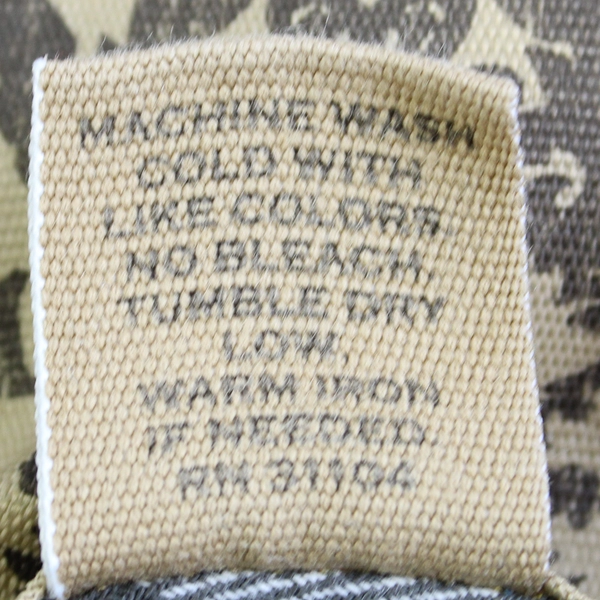 MACHINE WASH
COLD WITH
LIKE COLORS
NO BLEACH,
TUMBLE DRY
LOW,
WARM IRON
IF NEEDED.
RN 31104